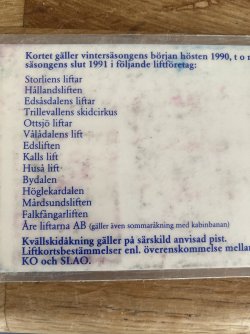 Kortet gäller vintersäsongens början hösten 1990, t o m
säsongens slut 1991 i följande liftföretag:
Storliens liftar
Hållandsliften
Edsåsdalens liftar
Trillevallens skidcirkus
Ottsjö liftar
Vålådalens lift
Edsliften
Kalls lift
Huså lift
Bydalen
Höglekardalen
Mårdsundsliften
Falkfångarliften
Åre liftarna AB (gäller även sommaråkning med kabinbanan)
Kvällskidåkning gäller på särskild anvisad pist.
Liftkortsbestämmelser enl. överenskommelse mellan
KO och SLAO.